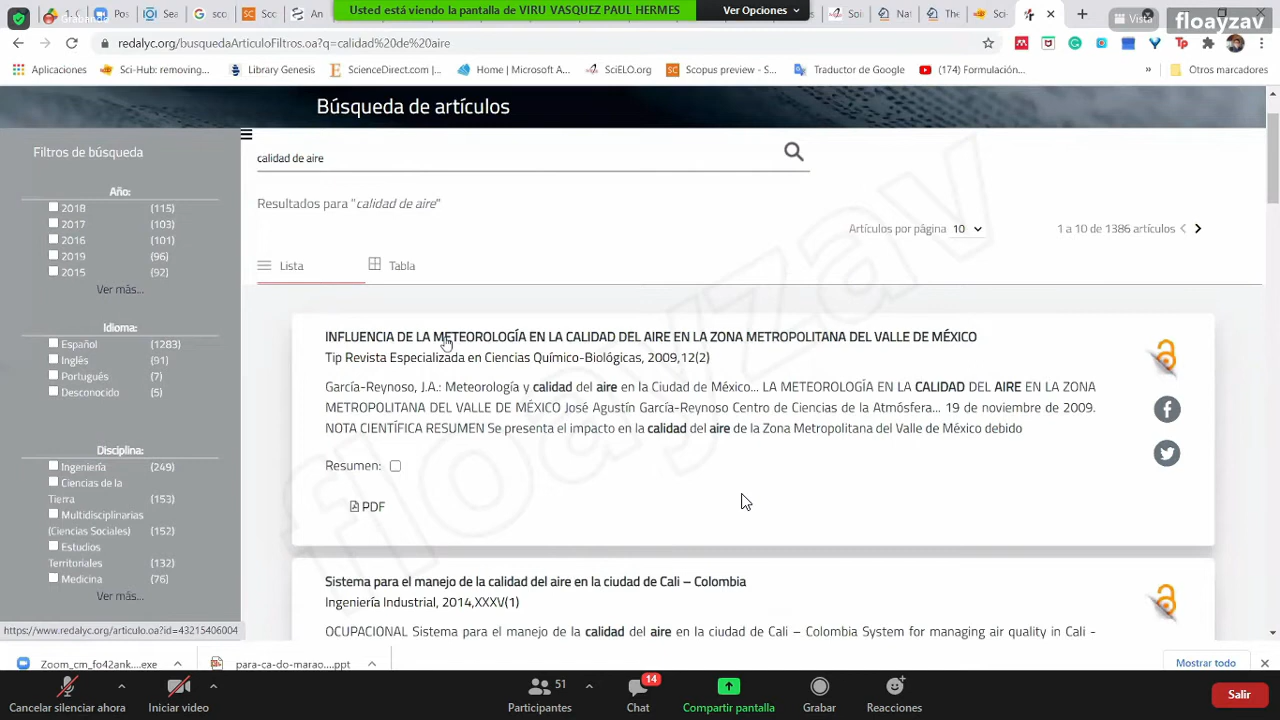 Usted está viendo la pantalla de VIRU VASQUEZ PAUL HERMES
Ver Opciones
Vista
floayzav
redalyc.org/busquedaArticuloFiltros.oa?q=calidad%20de%20aire
Aplicaciones
Sci-Hub: removing...
Library Genesis
ScienceDirect.com |...
Home | Microsoft A...
SciELO.org
Scopus preview - S...
Traductor de Google
(174) Formulación...
»
Otros marcadores
Búsqueda de artículos
Filtros de búsqueda
Año:
2018 (115)
2017 (103)
2016 (101)
2019 (96)
2015 (92)
Ver más...
Idioma:
Español (1283)
Inglés (91)
Portugués (7)
Desconocido (5)
Disciplina:
Ingeniería (249)
Ciencias de la
Tierra (153)
Multidisciplinarias
(Ciencias Sociales) (152)
Estudios
Territoriales (132)
Medicina (76)
Ver más...
calidad de aire
Resultados para "calidad de aire"
Artículos por página 10
1 a 10 de 1386 artículos
Lista
Tabla
INFLUENCIA DE LA METEOROLOGÍA EN LA CALIDAD DEL AIRE EN LA ZONA METROPOLITANA DEL VALLE DE MÉXICO
Tip Revista Especializada en Ciencias Químico-Biológicas, 2009,12(2)
García-Reynoso, J.A.: Meteorología y calidad del aire en la Ciudad de México... LA METEOROLOGÍA EN LA CALIDAD DEL AIRE EN LA ZONA
METROPOLITANA DEL VALLE DE MÉXICO José Agustín García-Reynoso Centro de Ciencias de la Atmósfera... 19 de noviembre de 2009.
NOTA CIENTÍFICA RESUMEN Se presenta el impacto en la calidad del aire de la Zona Metropolitana del Valle de México debido
Resumen:
PDF
floayzav
Sistema para el manejo de la calidad del aire en la ciudad de Cali – Colombia
Ingeniería Industrial, 2014,XXXV(1)
OCUPACIONAL Sistema para el manejo de la calidad del aire en la ciudad de Cali – Colombia System for managing air quality in Cali -
https://www.redalyc.org/articulo.oa?id=43215406004
Zoom_cm_fo42ank....exe
para-ca-do-marao....ppt
Mostrar todo
Cancelar silenciar ahora
Iniciar video
51
Participantes
14
Chat
Compartir pantalla
Grabar
Reacciones
Salir